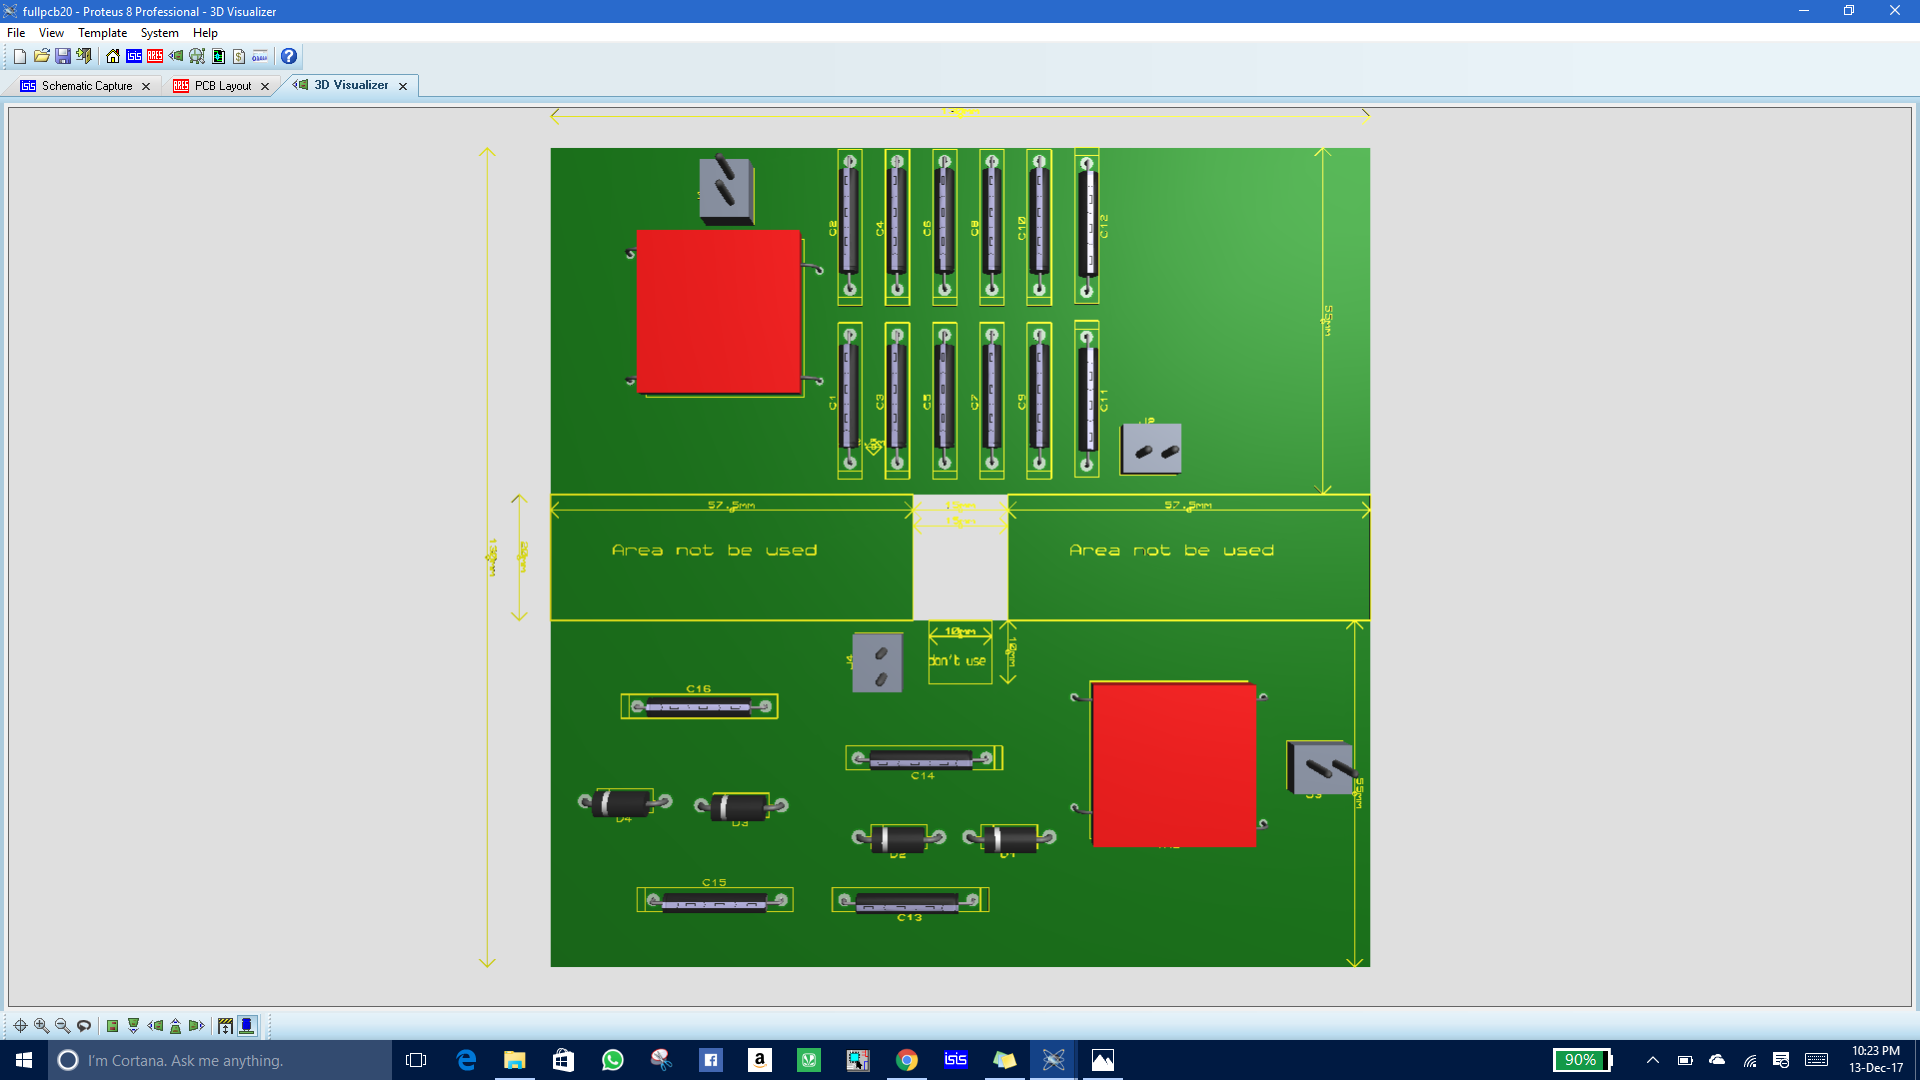 fullpcb20 - Proteus 8 Professional - 3D Visualizer
File View Template System Help
Schematic Capture
PCB Layout
3D Visualizer
C2
C4
C6
C8
C10
C12
55mm
C1
C3
C5
C7
C9
C11
57.5mm
57.5mm
Area not be used
Area not be used
10mm
don't use
10mm
J4
C16
C14
D4
D3
D2
D1
C15
C13
55mm
I'm Cortana. Ask me anything.
90%
10:23 PM
13-Dec-17